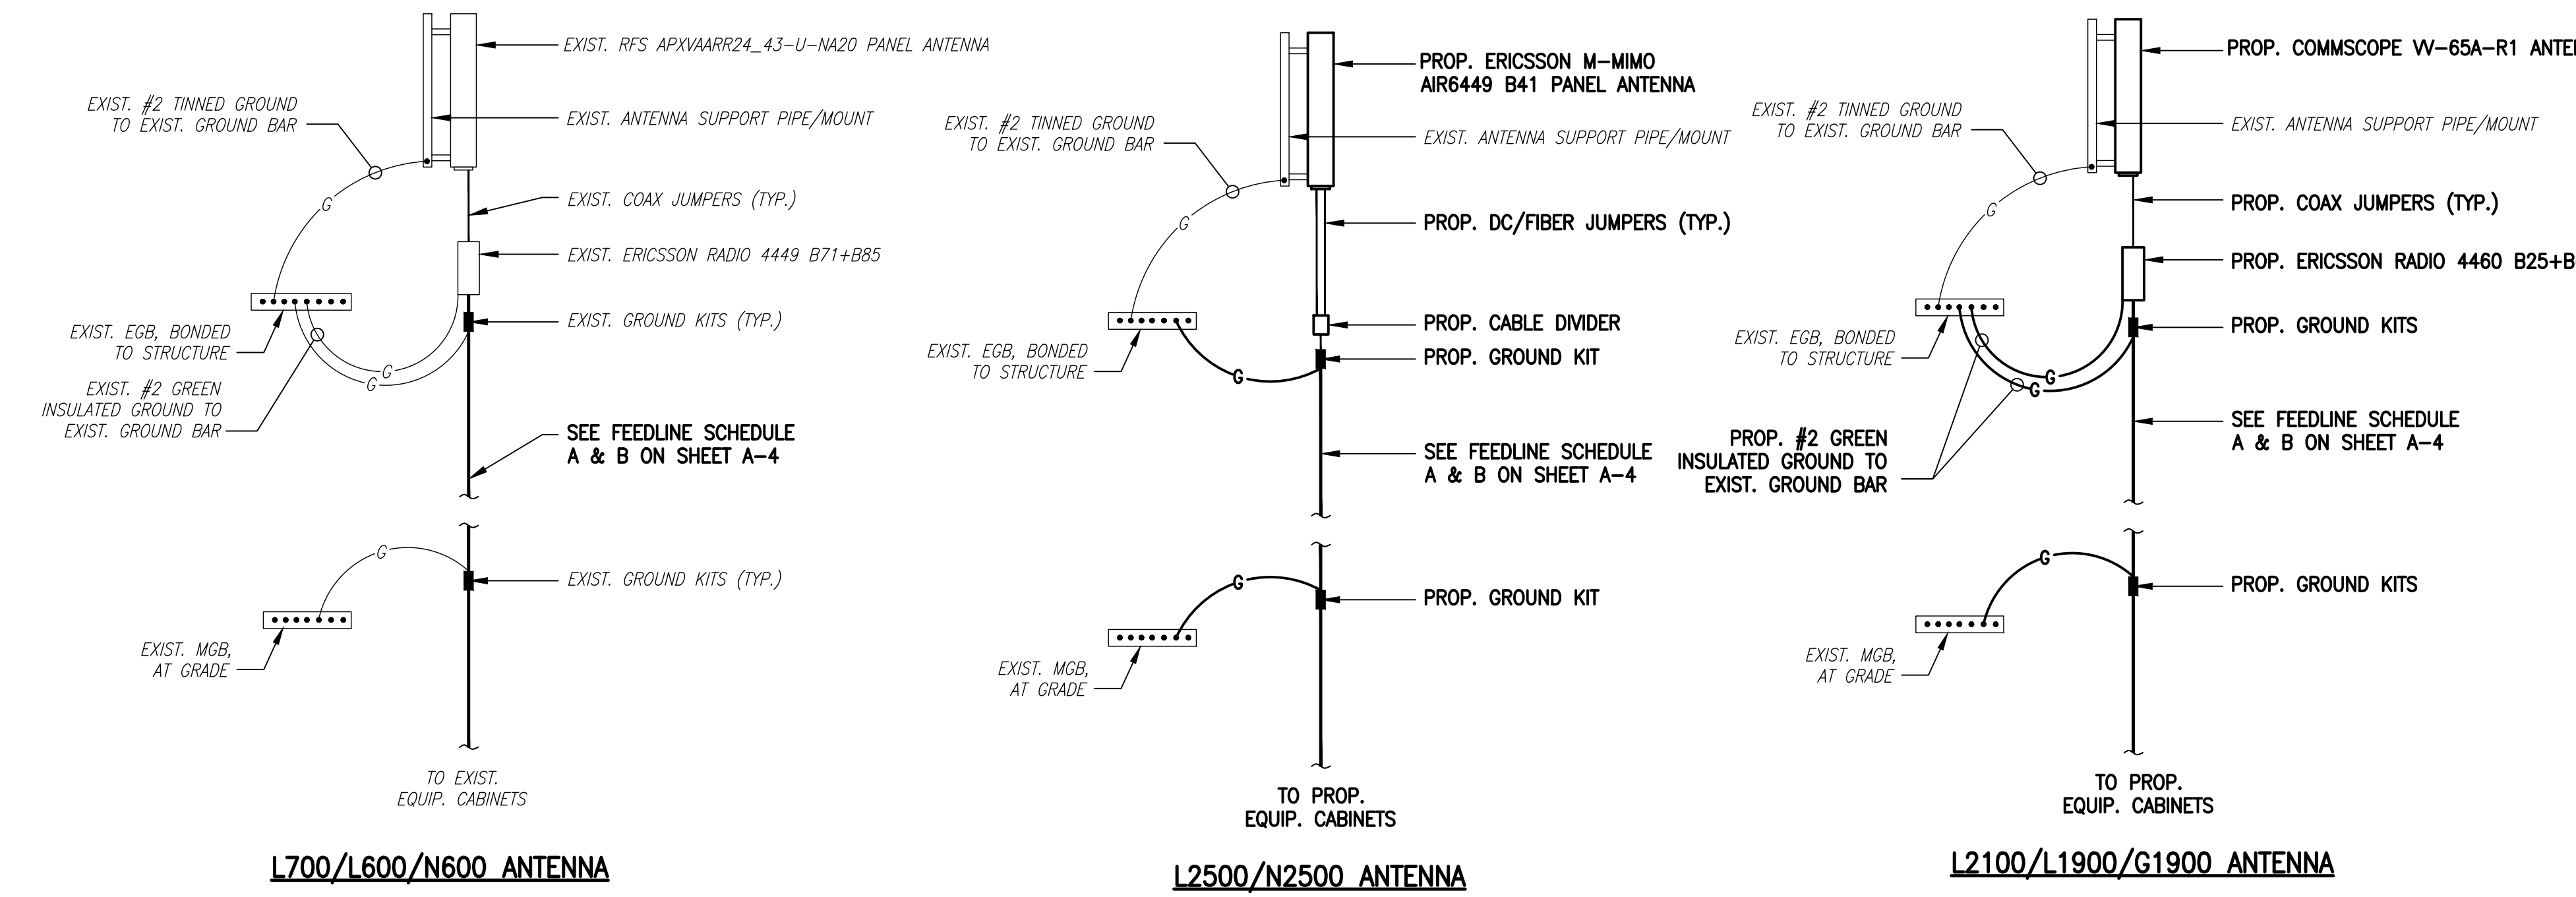 EXIST. RFS APXVAARR24_43-U-NA20 PANEL ANTENNA
EXIST. #2 TINNED GROUND
TO EXIST. GROUND BAR
EXIST. ANTENNA SUPPORT PIPE/MOUNT
G
EXIST. COAX JUMPERS (TYP.)
EXIST. ERICSSON RADIO 4449 B71+B85
EXIST. EGB, BONDED
TO STRUCTURE
EXIST. GROUND KITS (TYP.)
G
G
EXIST. #2 GREEN
INSULATED GROUND TO
EXIST. GROUND BAR
SEE FEEDLINE SCHEDULE
A & B ON SHEET A-4
G
EXIST. GROUND KITS (TYP.)
EXIST. MGB,
AT GRADE
TO EXIST.
EQUIP. CABINETS
L700/L600/N600 ANTENNA
PROP. ERICSSON M-MIMO
AIR6449 B41 PANEL ANTENNA
EXIST. #2 TINNED GROUND
TO EXIST. GROUND BAR
EXIST. ANTENNA SUPPORT PIPE/MOUNT
G
PROP. DC/FIBER JUMPERS (TYP.)
PROP. CABLE DIVIDER
EXIST. EGB, BONDED
TO STRUCTURE
PROP. GROUND KIT
G
SEE FEEDLINE SCHEDULE
A & B ON SHEET A-4
G
PROP. GROUND KIT
EXIST. MGB,
AT GRADE
TO PROP.
EQUIP. CABINETS
L2500/N2500 ANTENNA
PROP. COMMSCOPE VV-65A-R1
EXIST. #2 TINNED GROUND
TO EXIST. GROUND BAR
EXIST. ANTENNA SUPPORT PIPE/MOUNT
G
PROP. COAX JUMPERS (TYP.)
PROP. ERICSSON RADIO 4460 B25+B
EXIST. EGB, BONDED
TO STRUCTURE
PROP. GROUND KITS
G
G
PROP. #2 GREEN
INSULATED GROUND TO
EXIST. GROUND BAR
SEE FEEDLINE SCHEDULE
A & B ON SHEET A-4
G
PROP. GROUND KITS
EXIST. MGB,
AT GRADE
TO PROP.
EQUIP. CABINETS
L2100/L1900/G1900 ANTENNA